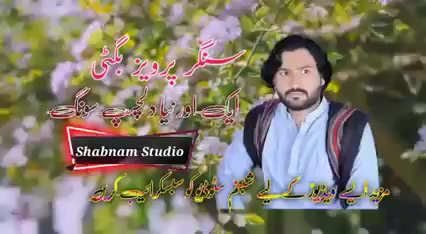 سنگر پرویز بگٹی
ایک اور نیا دلچسپ سونگ
Shabnam Studio
مزید ایسے ویڈیوز کے لیے شبنم سٹوڈیو کو سبسکرائیب کریں